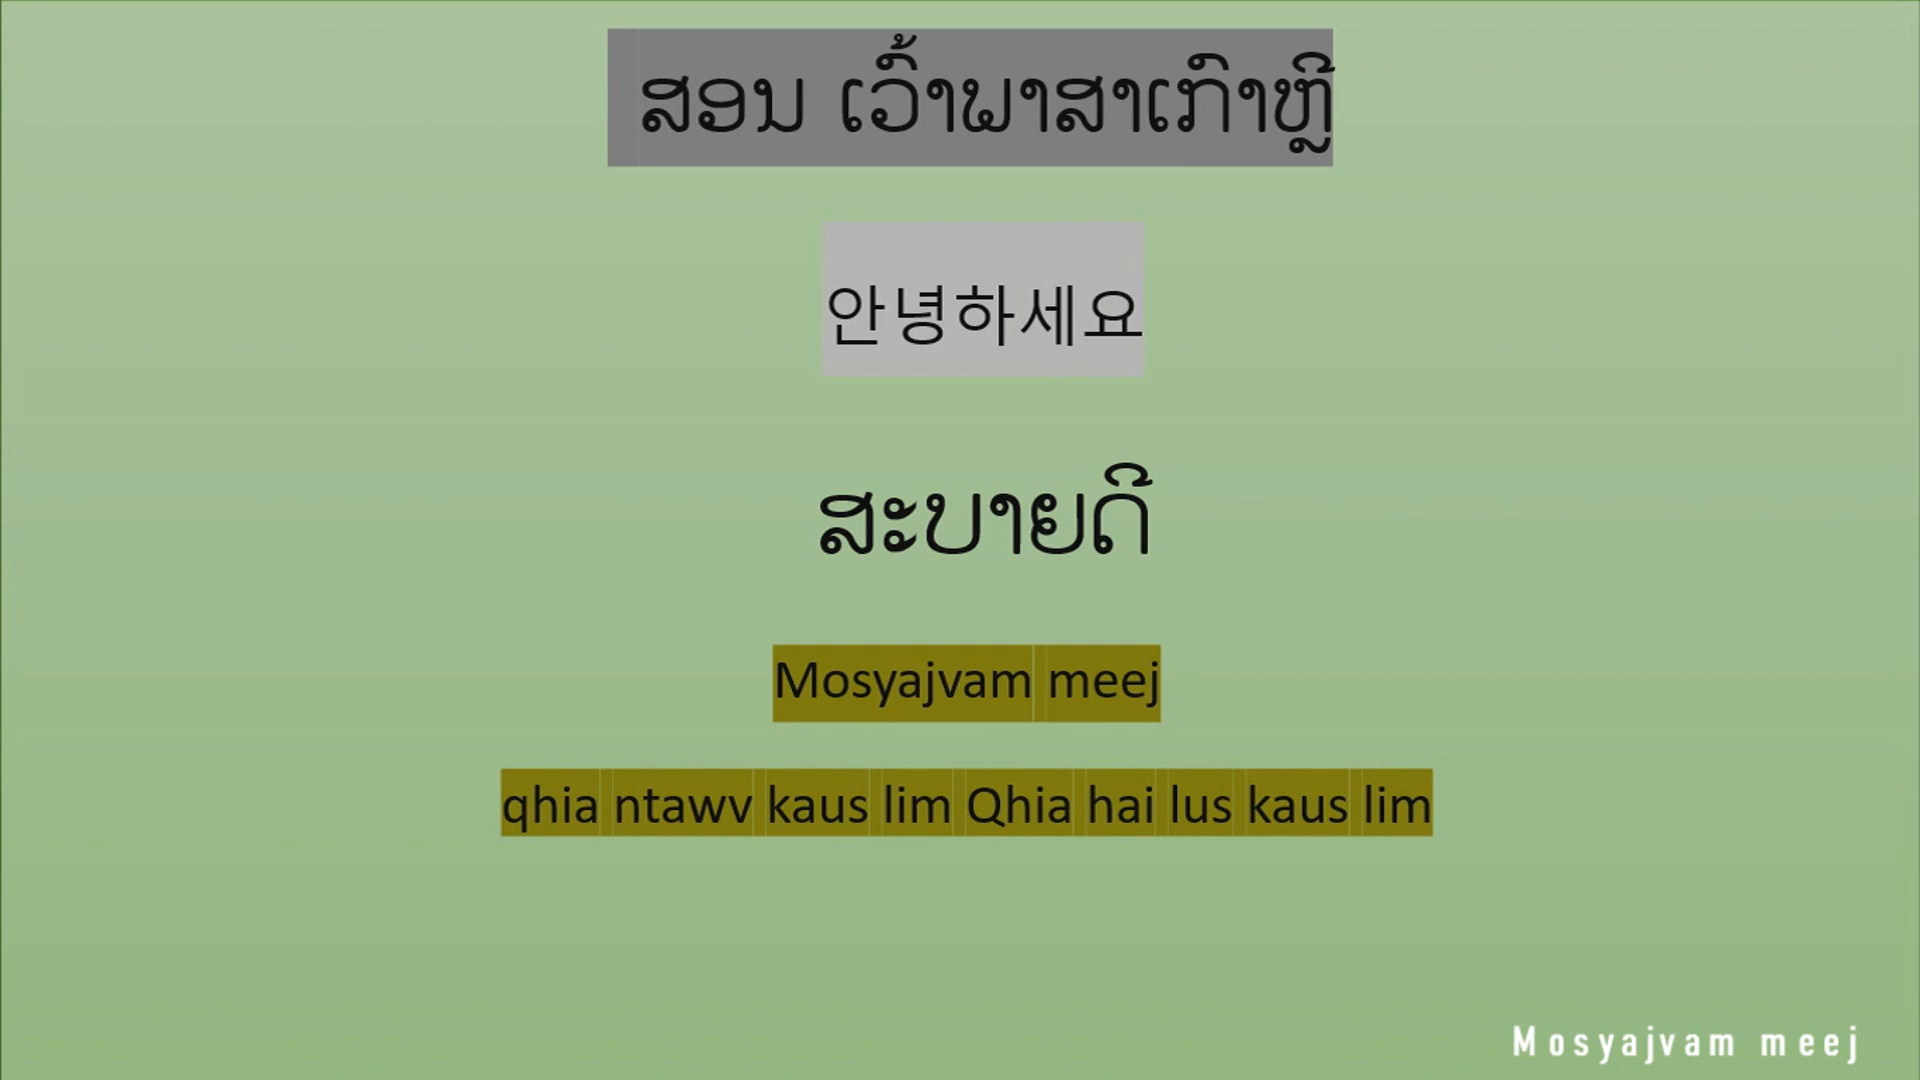 ສອນ ເວົ້າພາສາເກົາຫຼີ
안녕하세요
ສະບາຍດີ
Mosyajvam meej
qhia ntawv kaus lim Qhia hai lus kaus lim
Mosyajvam meej